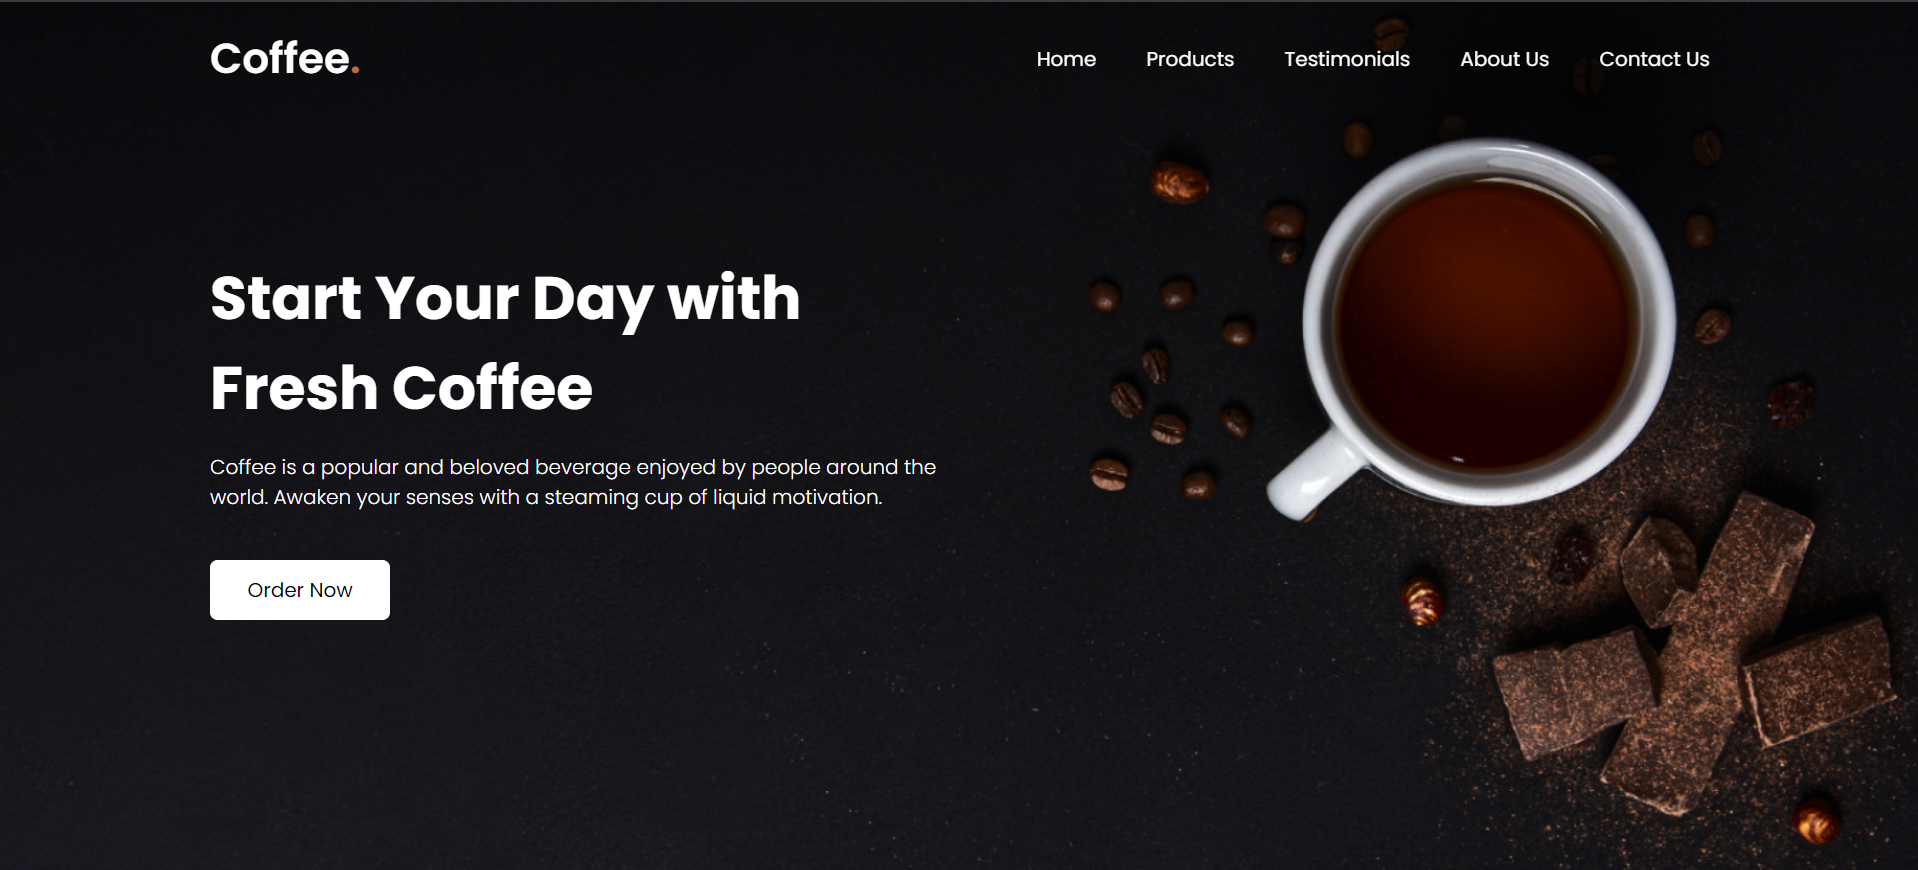 Coffee.
Home Products Testimonials About Us Contact Us
Start Your Day with
Fresh Coffee
Coffee is a popular and beloved beverage enjoyed by people around the
world. Awaken your senses with a steaming cup of liquid motivation.
Order Now